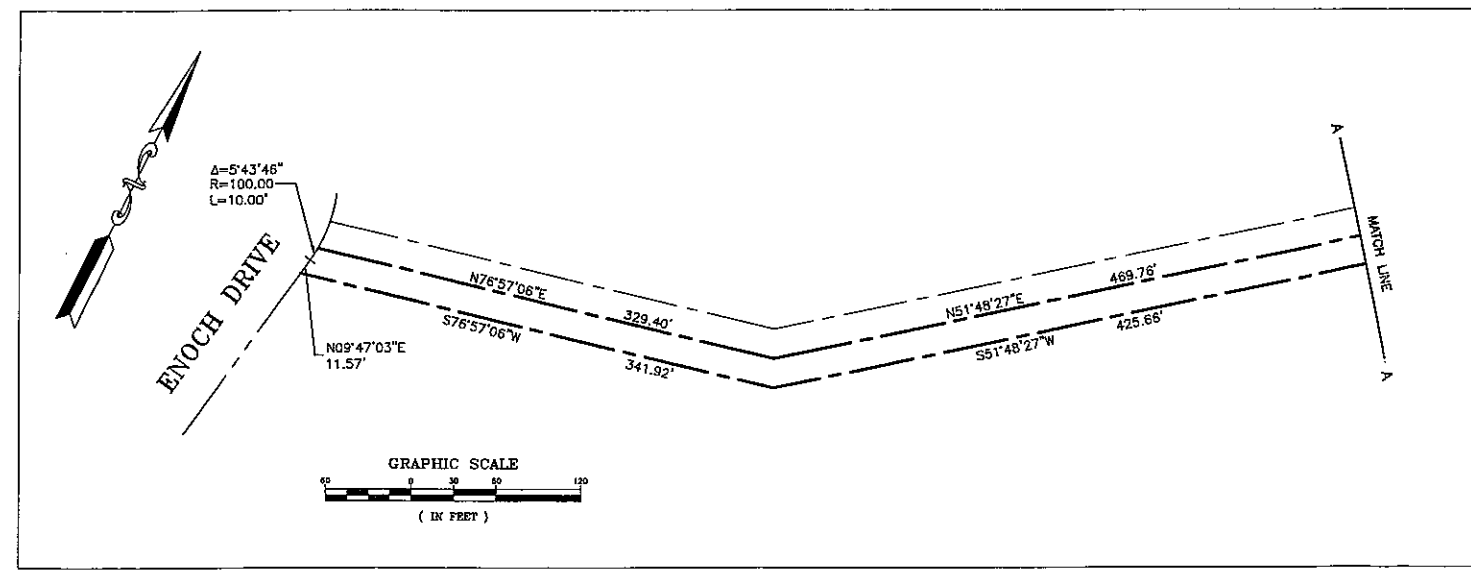 Δ=5°43'46"
R=100.00
L=10.00'
ENOCH DRIVE
N76°57'06"E
329.40'
S76°57'06"W
341.92'
N09°47'03"E
11.57'
N51°48'27"E
469.76'
S51°48'27"W
425.66'
A
MATCH LINE
A
GRAPHIC SCALE
60 0 30 60 120
( IN FEET )